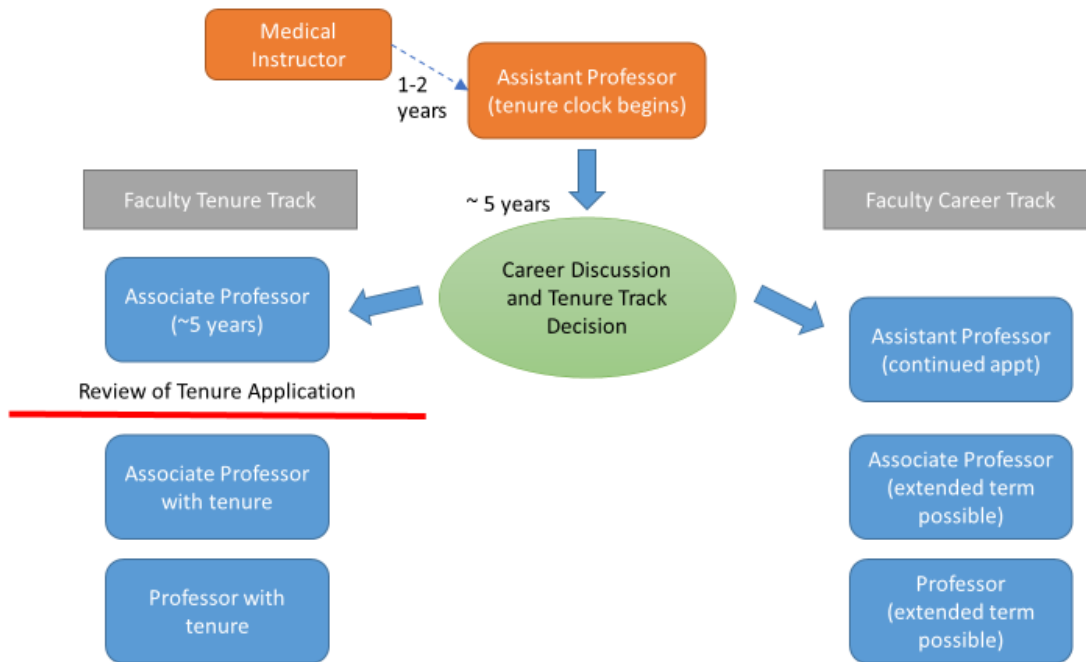 Medical
Instructor
1-2
years
Assistant Professor
(tenure clock begins)
Faculty Tenure Track
~ 5 years
Faculty Career Track
Career Discussion
and Tenure Track
Decision
Associate Professor
(~5 years)
Assistant Professor
(continued appt)
Review of Tenure Application
Associate Professor
with tenure
Associate Professor
(extended term
possible)
Professor with
tenure
Professor
(extended term
possible)